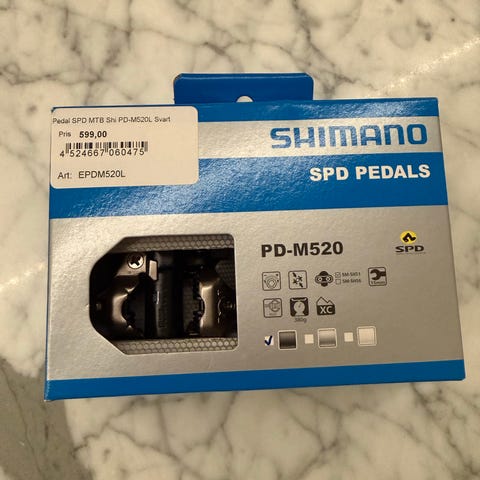 Pedal SPD MTB Shi PD-M520L Svart
Pris 599,00
4 524667 060475
Art: EPDM520L
SHIMANO
SPD PEDALS
PD-M520
SPD
SM-SH51
SM-SH56
15mm
380g
XC